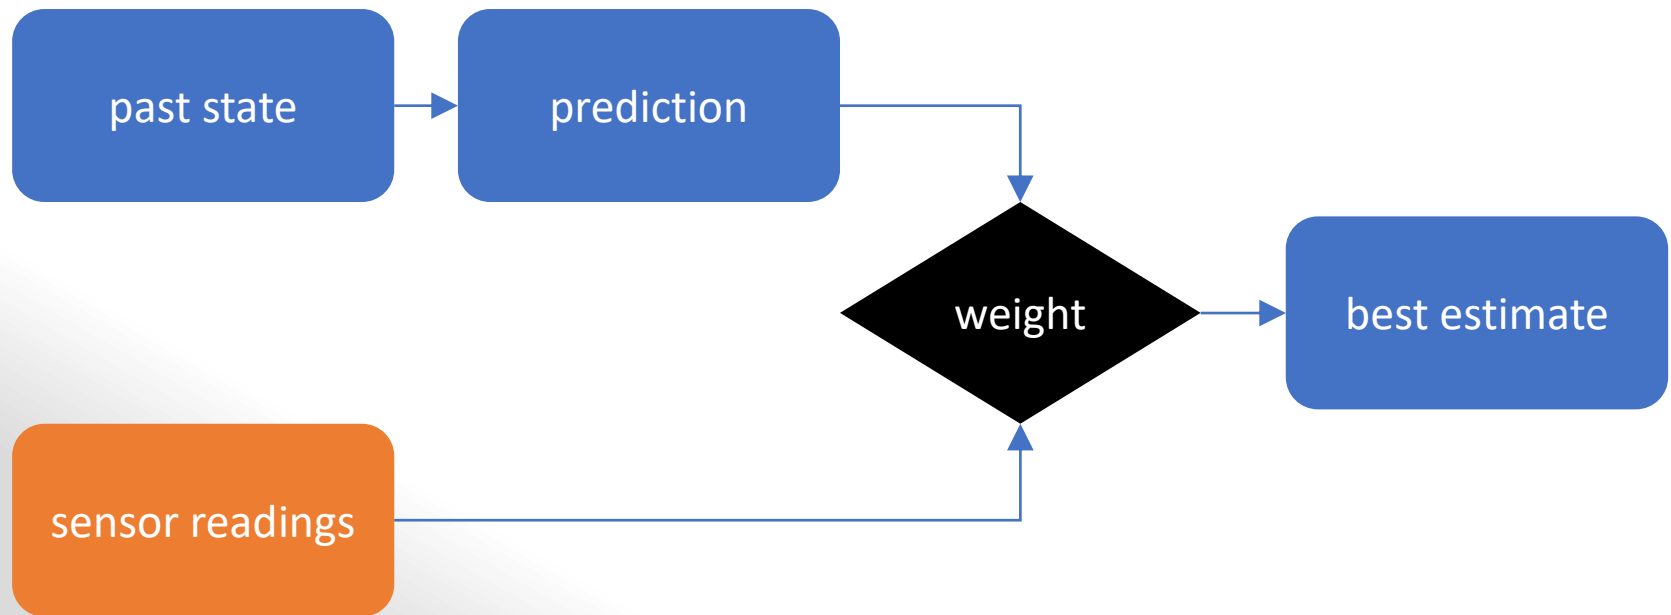 past state
prediction
weight
best estimate
sensor readings